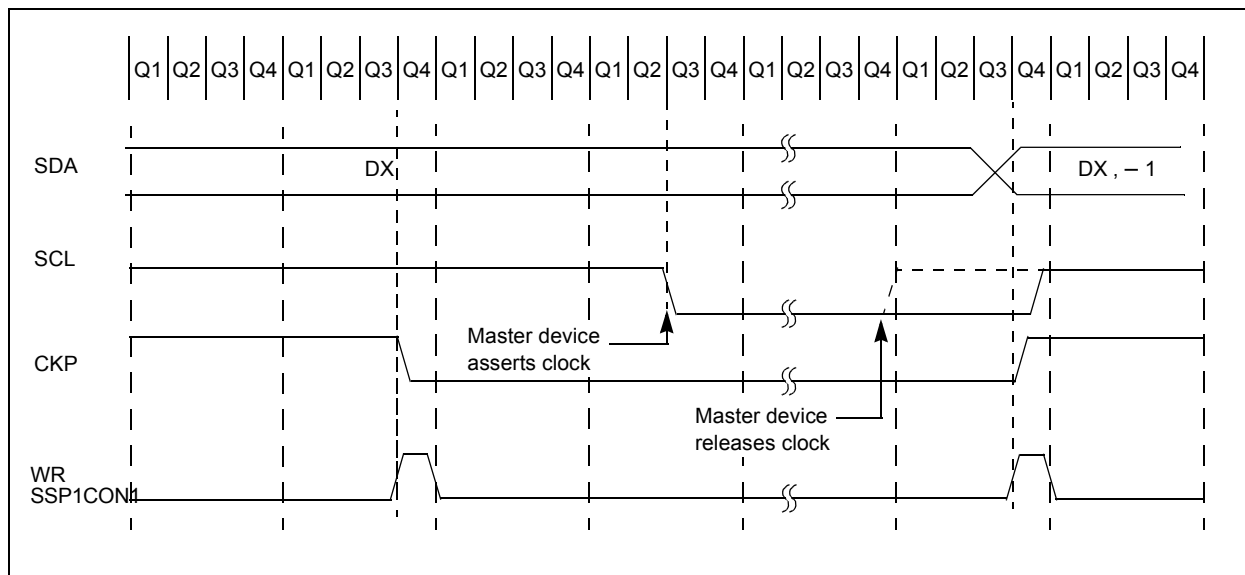 Q1 Q2 Q3 Q4 Q1 Q2 Q3 Q4 Q1 Q2 Q3 Q4 Q1 Q2 Q3 Q4 Q1 Q2 Q3 Q4 Q1 Q2 Q3 Q4 Q1 Q2 Q3 Q4
SDA
DX
DX , – 1
SCL
Master device
asserts clock
CKP
Master device
releases clock
WR
SSP1CON1